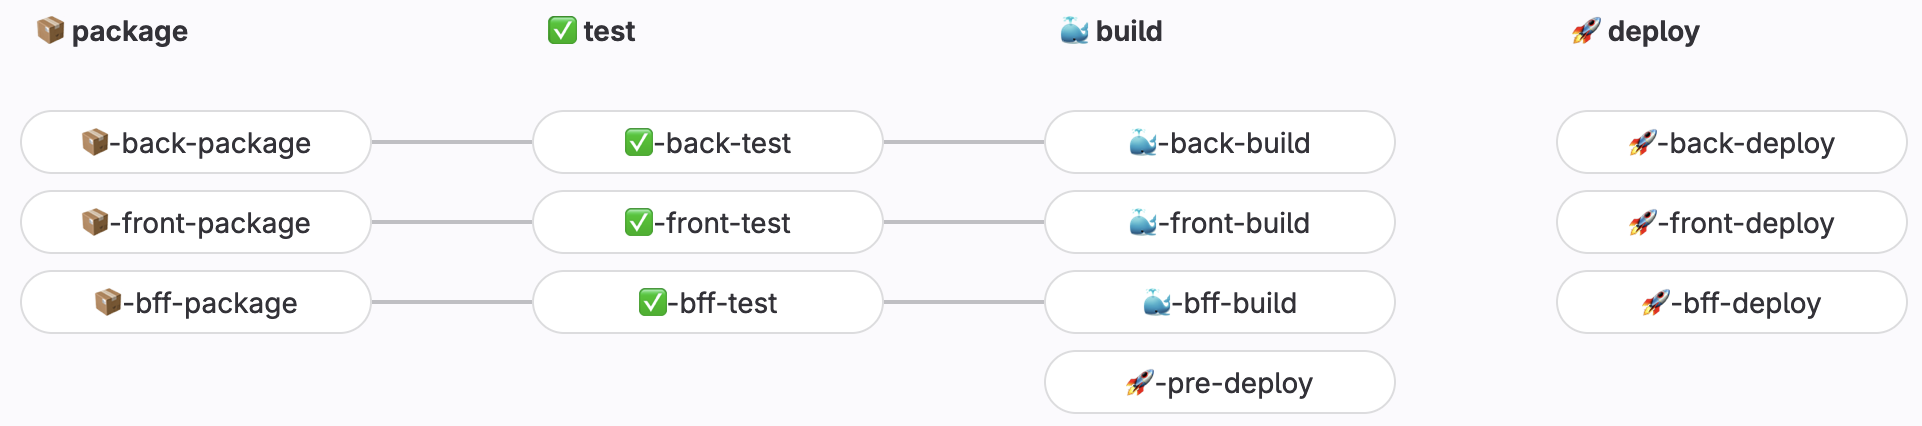 📦 package
✅ test
🐳 build
🚀 deploy
📦-back-package
✅-back-test
🐳-back-build
🚀-back-deploy
📦-front-package
✅-front-test
🐳-front-build
🚀-front-deploy
📦-bff-package
✅-bff-test
🐳-bff-build
🚀-bff-deploy
🚀-pre-deploy